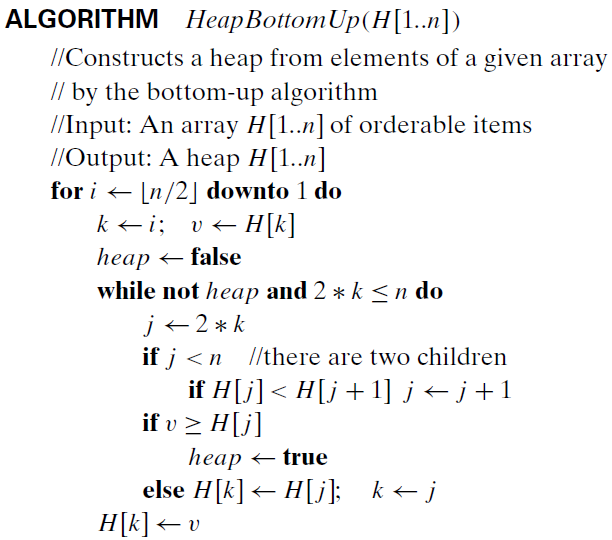 ALGORITHM HeapBottomUp(H[1..n])
//Constructs a heap from elements of a given array
// by the bottom-up algorithm
//Input: An array H[1..n] of orderable items
//Output: A heap H[1..n]
for i ← ⌊n/2⌋ downto 1 do
k ← i; v ← H[k]
heap ← false
while not heap and 2 * k ≤ n do
j ← 2 * k
if j < n //there are two children
if H[j] < H[j + 1] j ← j + 1
if v ≥ H[j]
heap ← true
else H[k] ← H[j]; k ← j
H[k] ← v